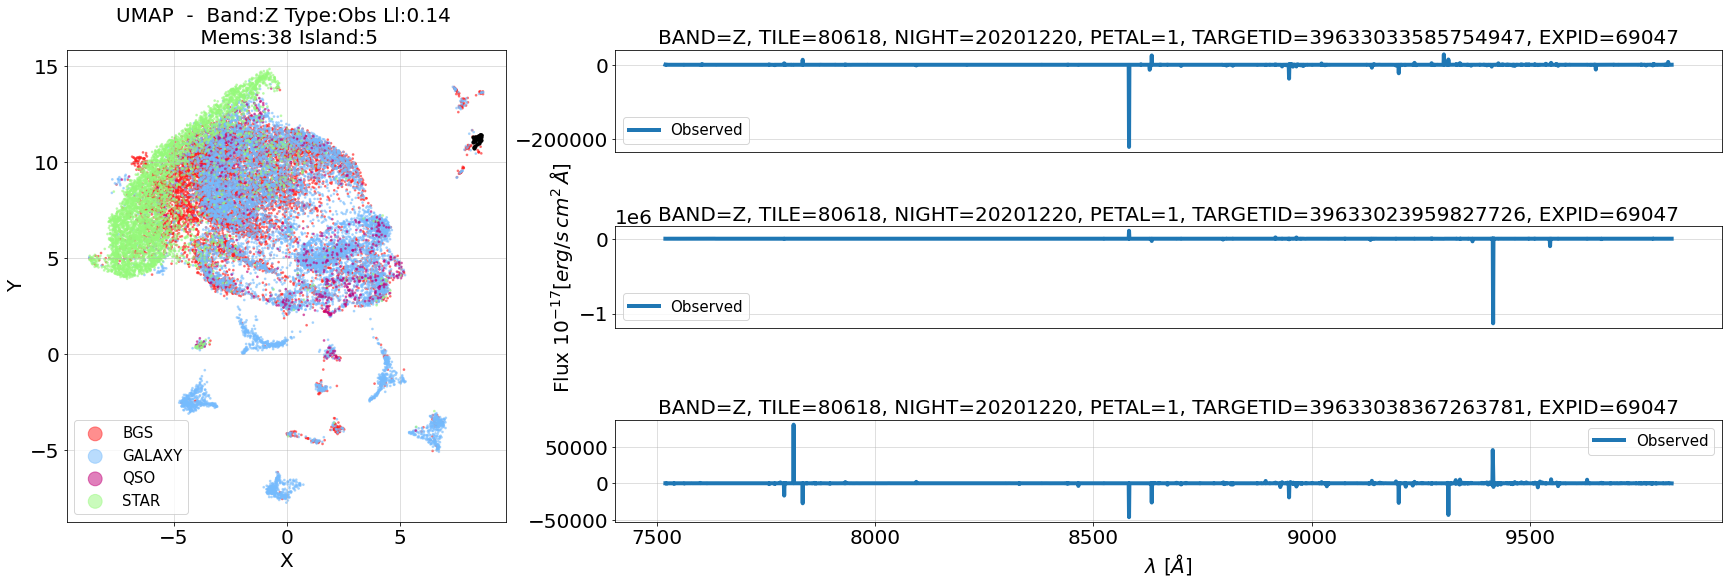 UMAP  -  Band:Z Type:Obs Ll:0.14
Mems:38 Island:5
Y
15
10
5
0
−5
BGS
GALAXY
QSO
STAR
−5
0
5
X
Flux 10⁻¹⁷[erg/s cm² Å]
BAND=Z, TILE=80618, NIGHT=20201220, PETAL=1, TARGETID=39633033585754947, EXPID=69047
0
−200000
Observed
1e6
BAND=Z, TILE=80618, NIGHT=20201220, PETAL=1, TARGETID=39633023959827726, EXPID=69047
0
−1
Observed
BAND=Z, TILE=80618, NIGHT=20201220, PETAL=1, TARGETID=39633038367263781, EXPID=69047
50000
0
−50000
Observed
7500
8000
8500
9000
9500
λ [Å]